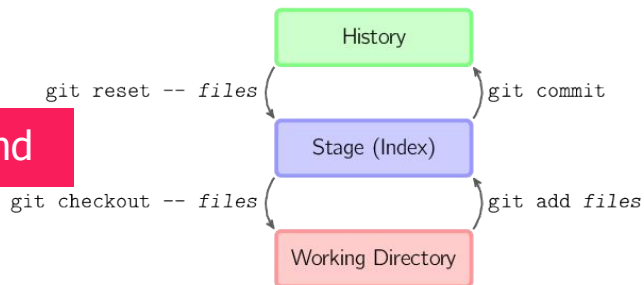 History
git reset -- files
git commit
nd
Stage (Index)
git checkout -- files
git add files
Working Directory